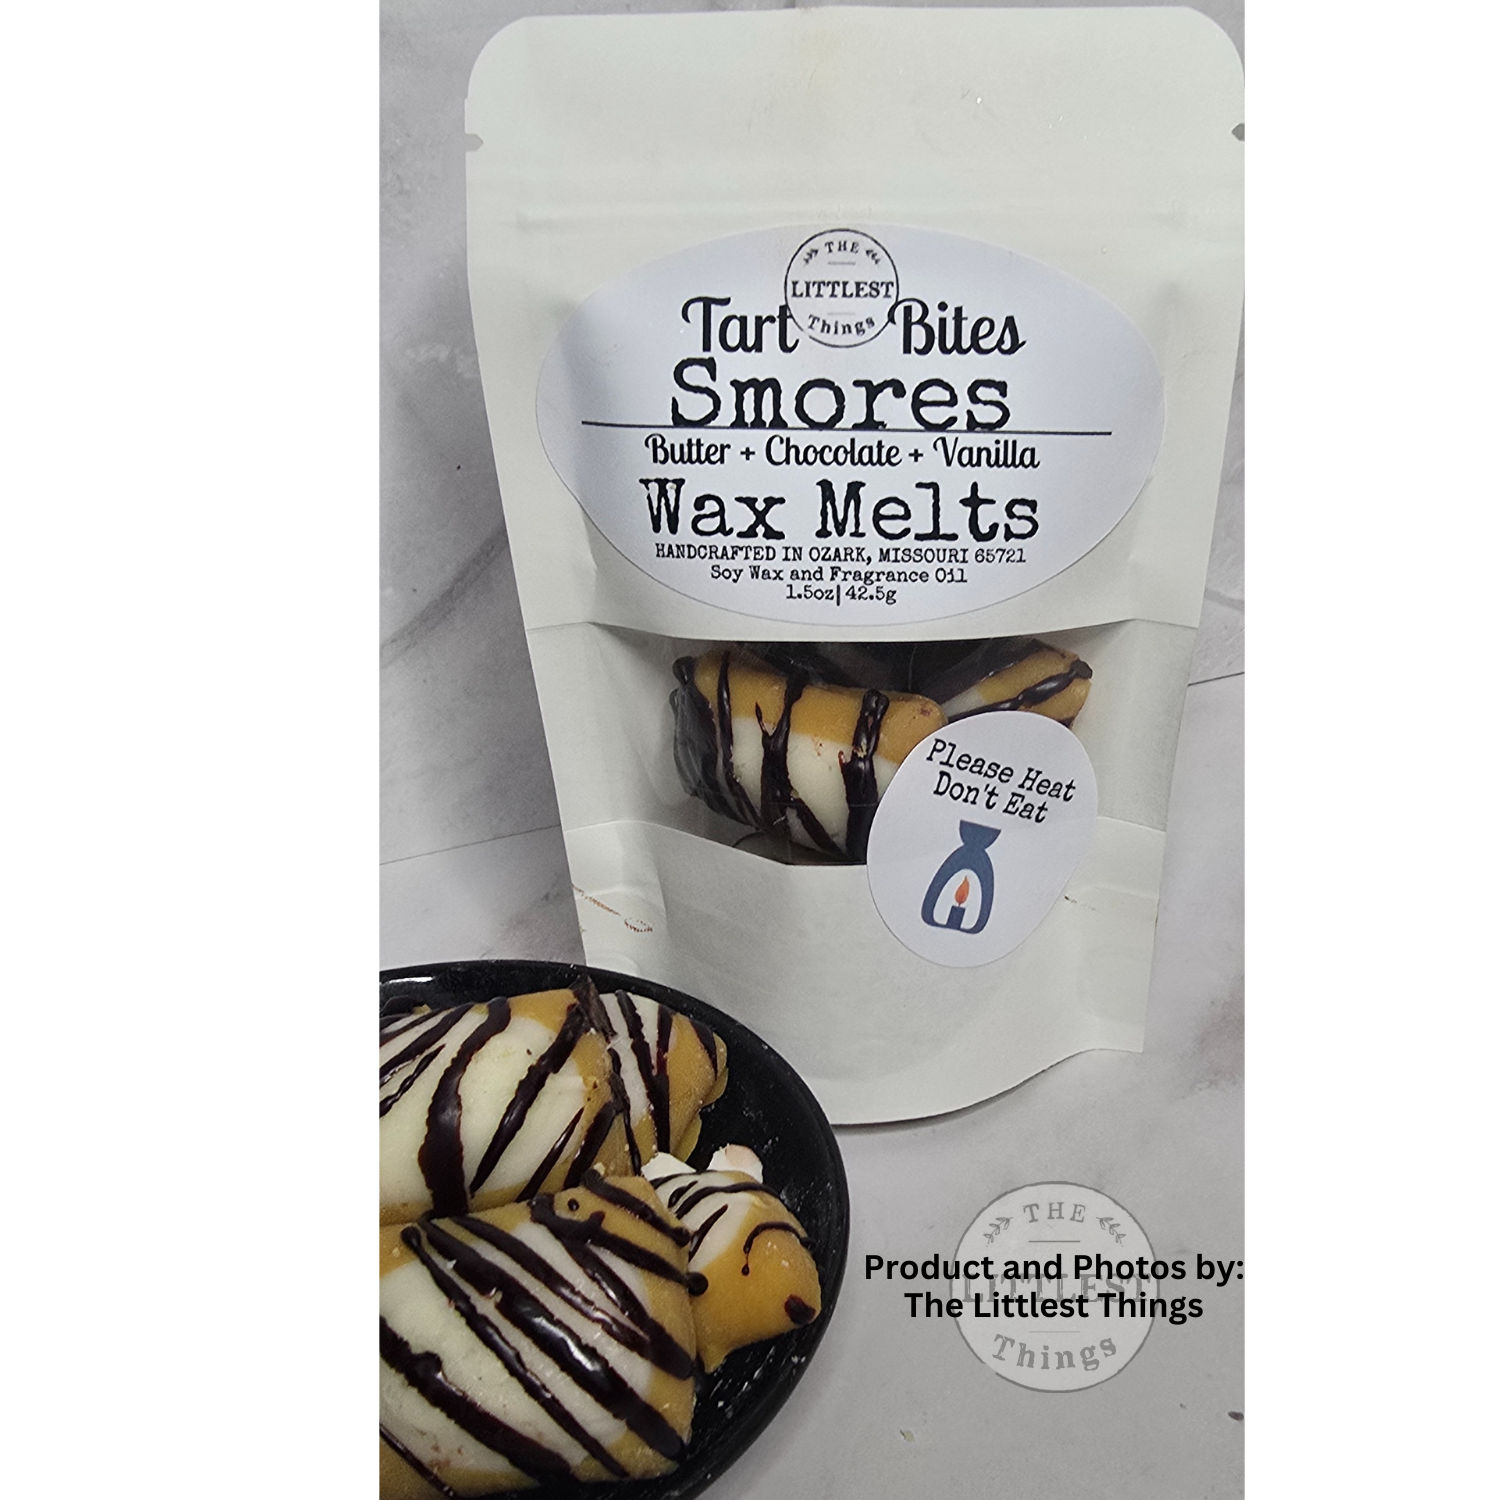 THE
LITTLEST
Things
Tart Bites
Smores
Butter + Chocolate + Vanilla
Wax Melts
HANDCRAFTED IN OZARK, MISSOURI 65721
Soy Wax and Fragrance Oil
1.5oz|42.5g
Please Heat
Don't Eat
THE
LITTLEST
Things
Product and Photos by:
The Littlest Things